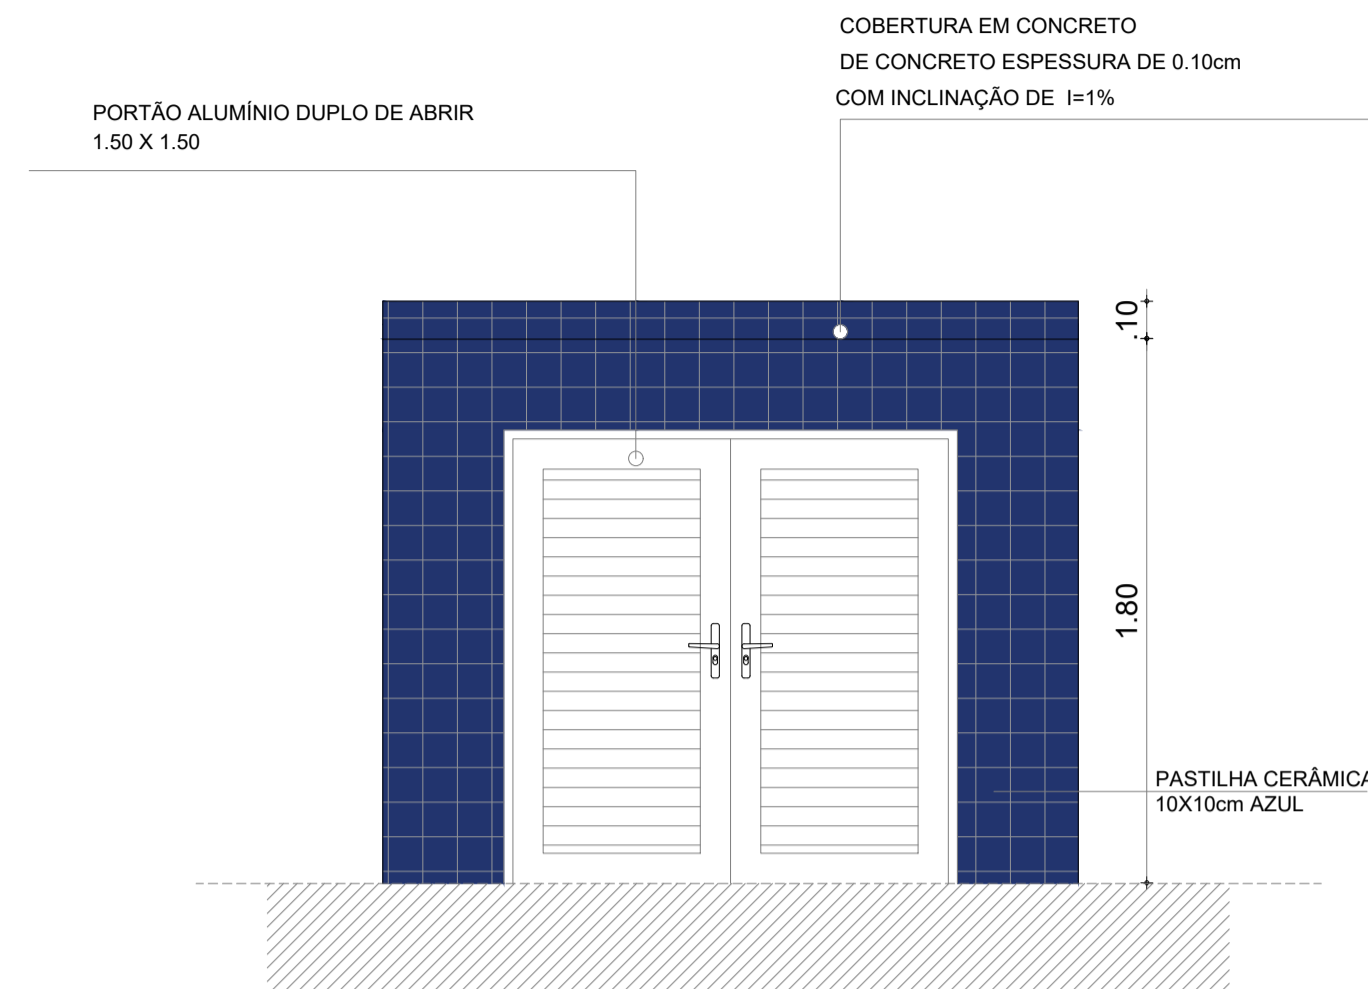 COBERTURA EM CONCRETO
DE CONCRETO ESPESSURA DE 0.10cm
COM INCLINAÇÃO DE I=1%
PORTÃO ALUMÍNIO DUPLO DE ABRIR
1.50 X 1.50
.10
1.80
PASTILHA CERÂMICA
10X10cm AZUL